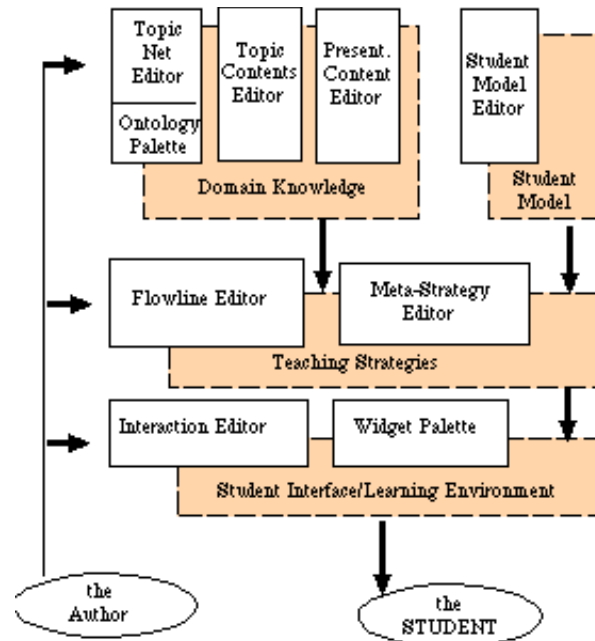 Topic
Net
Editor
Ontology
Palette
Topic
Contents
Editor
Present.
Content
Editor
Student
Model
Editor
Domain Knowledge
Student
Model
Flowline Editor
Meta-Strategy
Editor
Teaching Strategies
Interaction Editor
Widget Palette
Student Interface/Learning Environment
the
Author
the
STUDENT